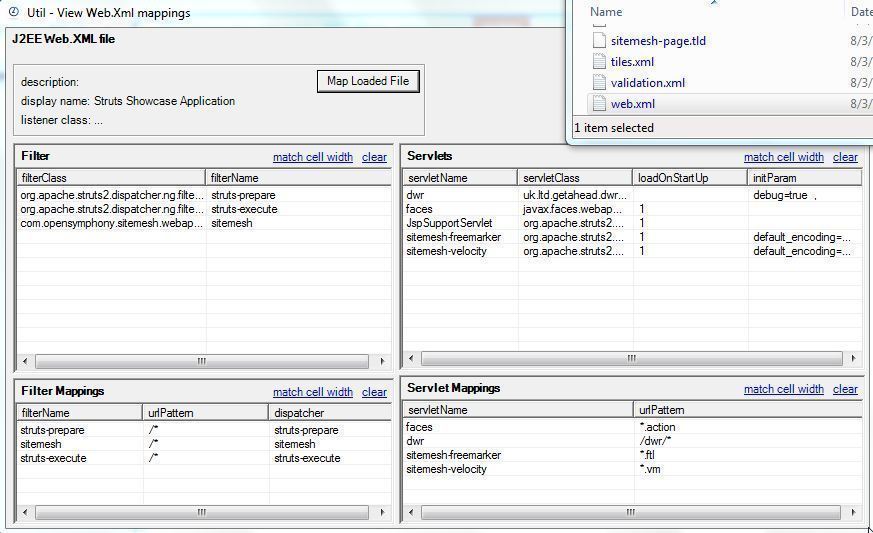 Util - View Web.Xml mappings
Name Date
sitemesh-page.tld 8/3/
tiles.xml 8/3/
validation.xml 8/3/
web.xml 8/3/
1 item selected
J2EE Web.XML file
description:
Map Loaded File
display name: Struts Showcase Application
listener class: ...
Filter match cell width clear
filterClass filterName
org.apache.struts2.dispatcher.ng.filte... struts-prepare
org.apache.struts2.dispatcher.ng.filte... struts-execute
com.opensymphony.sitemesh.webap... sitemesh
Servlets match cell width clear
servletName servletClass loadOnStartUp initParam
dwr uk.ltd.getahead.dwr... debug=true ,
faces javax.faces.webap... 1
JspSupportServlet org.apache.struts2.... 1
sitemesh-freemarker org.apache.struts2.... 1 default_encoding=...
sitemesh-velocity org.apache.struts2.... 1 default_encoding=...
Filter Mappings match cell width clear
filterName urlPattern dispatcher
struts-prepare /* struts-prepare
sitemesh /* sitemesh
struts-execute /* struts-execute
Servlet Mappings match cell width clear
servletName urlPattern
faces *.action
dwr /dwr/*
sitemesh-freemarker *.ftl
sitemesh-velocity *.vm